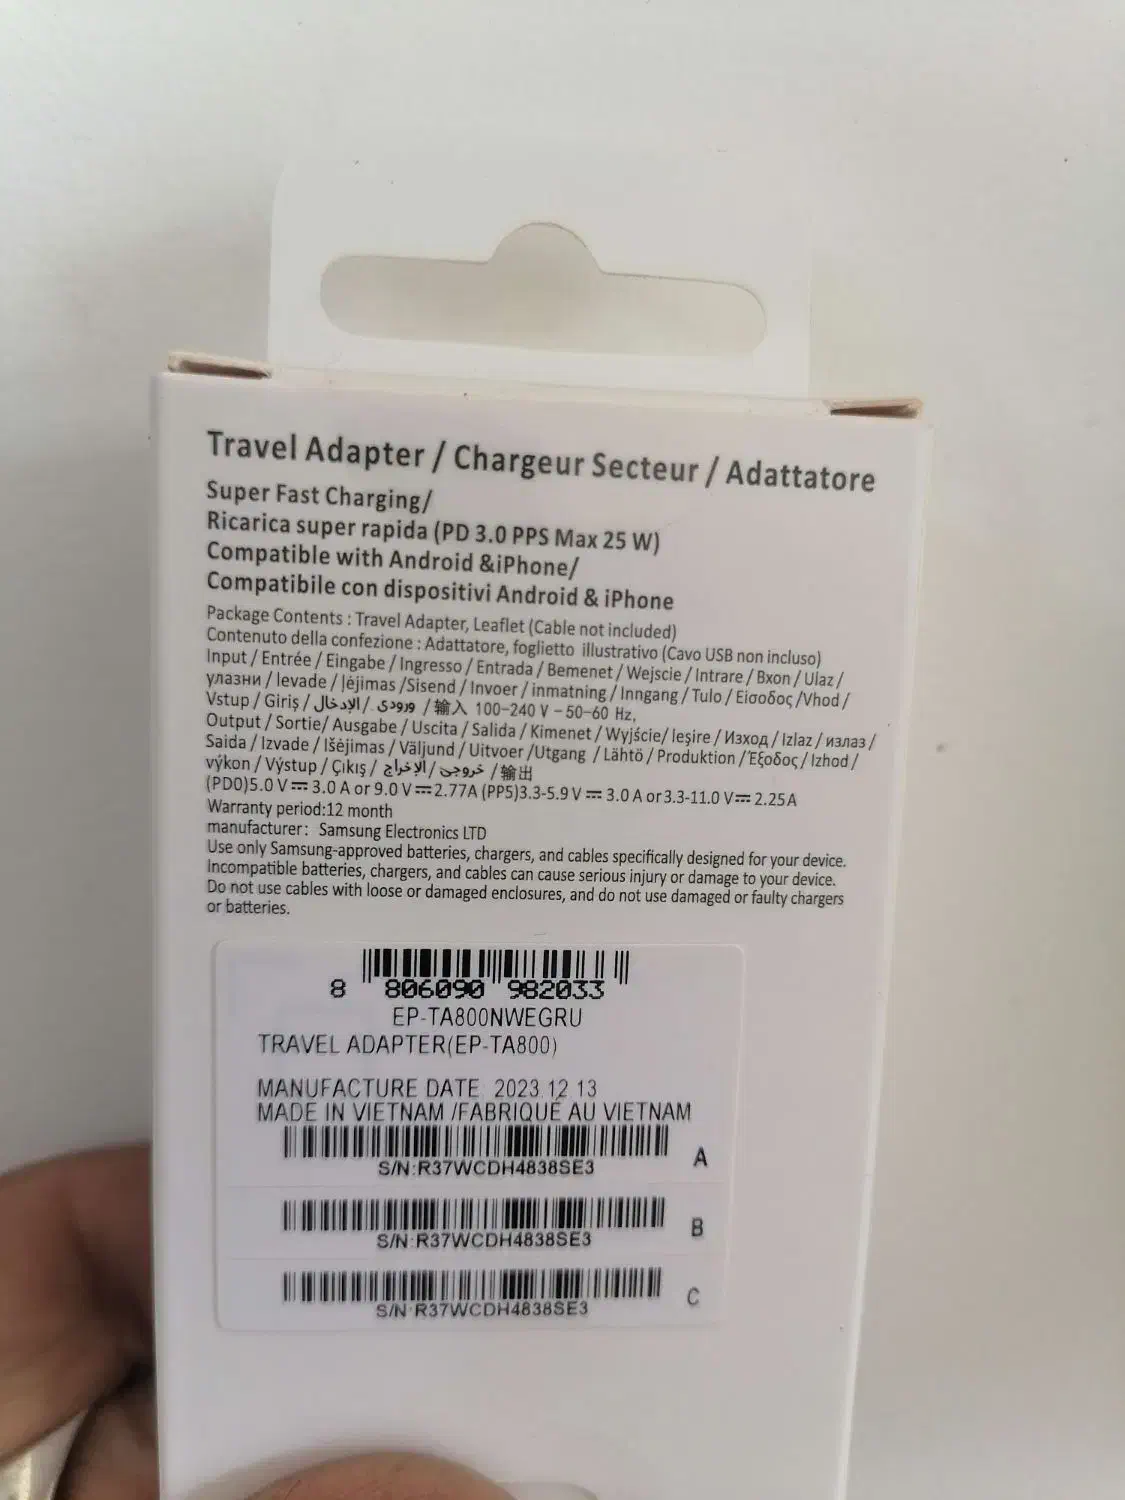 Travel Adapter / Chargeur Secteur / Adattatore
Super Fast Charging/
Ricarica super rapida (PD 3.0 PPS Max 25 W)
Compatible with Android &iPhone/
Compatibile con dispositivi Android & iPhone
Package Contents : Travel Adapter, Leaflet (Cable not included)
Contenuto della confezione : Adattatore, foglietto illustrativo (Cavo USB non incluso)
Input / Entrée / Eingabe / Ingresso / Entrada / Bemenet / Wejscie / Intrare / Bxon / Ulaz /
улазни / Ievade / Įėjimas /Sisend / Invoer / inmatning / Inngang / Tulo / Εισοδος /Vhod /
Vstup / Giriş / الإدخال / ورودی / 输入 100-240 V - 50-60 Hz,
Output / Sortie/ Ausgabe / Uscita / Salida / Kimenet / Wyjście/ Ieşire / Изход / Izlaz / излаз /
Saida / Izvade / Išėjimas / Väljund / Uitvoer /Utgang / Lähtö / Produktion /Έξοδος / Izhod /
výkon / Výstup / Çıkış / الإخراج / خروجی / 输出
(PDO)5.0 V⎓ 3.0 A or 9.0 V⎓2.77A (PPS)3.3-5.9 V ⎓ 3.0 A or 3.3-11.0 V⎓ 2.25A
Warranty period:12 month
manufacturer: Samsung Electronics LTD
Use only Samsung-approved batteries, chargers, and cables specifically designed for your device.
Incompatible batteries, chargers, and cables can cause serious injury or damage to your device.
Do not use cables with loose or damaged enclosures, and do not use damaged or faulty chargers
or batteries.
8 806090 982033
EP-TA800NWEGRU
TRAVEL ADAPTER(EP-TA800)
MANUFACTURE DATE 2023.12.13
MADE IN VIETNAM /FABRIQUÉ AU VIETNAM
A
S/N:R37WCDH4838SE3
B
S/N:R37WCDH4838SE3
C
S/N:R37WCDH4838SE3